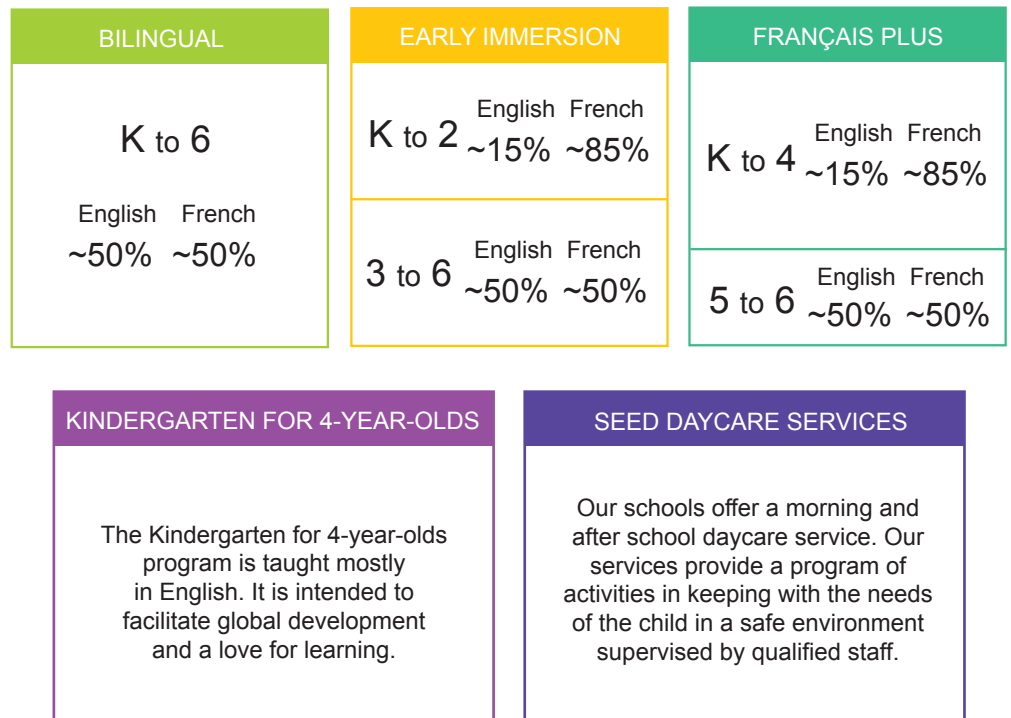 BILINGUAL
K to 6
English French
~50% ~50%
EARLY IMMERSION
K to 2
English French
~15% ~85%
3 to 6
English French
~50% ~50%
FRANÇAIS PLUS
K to 4
English French
~15% ~85%
5 to 6
English French
~50% ~50%
KINDERGARTEN FOR 4-YEAR-OLDS
The Kindergarten for 4-year-olds
program is taught mostly
in English. It is intended to
facilitate global development
and a love for learning.
SEED DAYCARE SERVICES
Our schools offer a morning and
after school daycare service. Our
services provide a program of
activities in keeping with the needs
of the child in a safe environment
supervised by qualified staff.